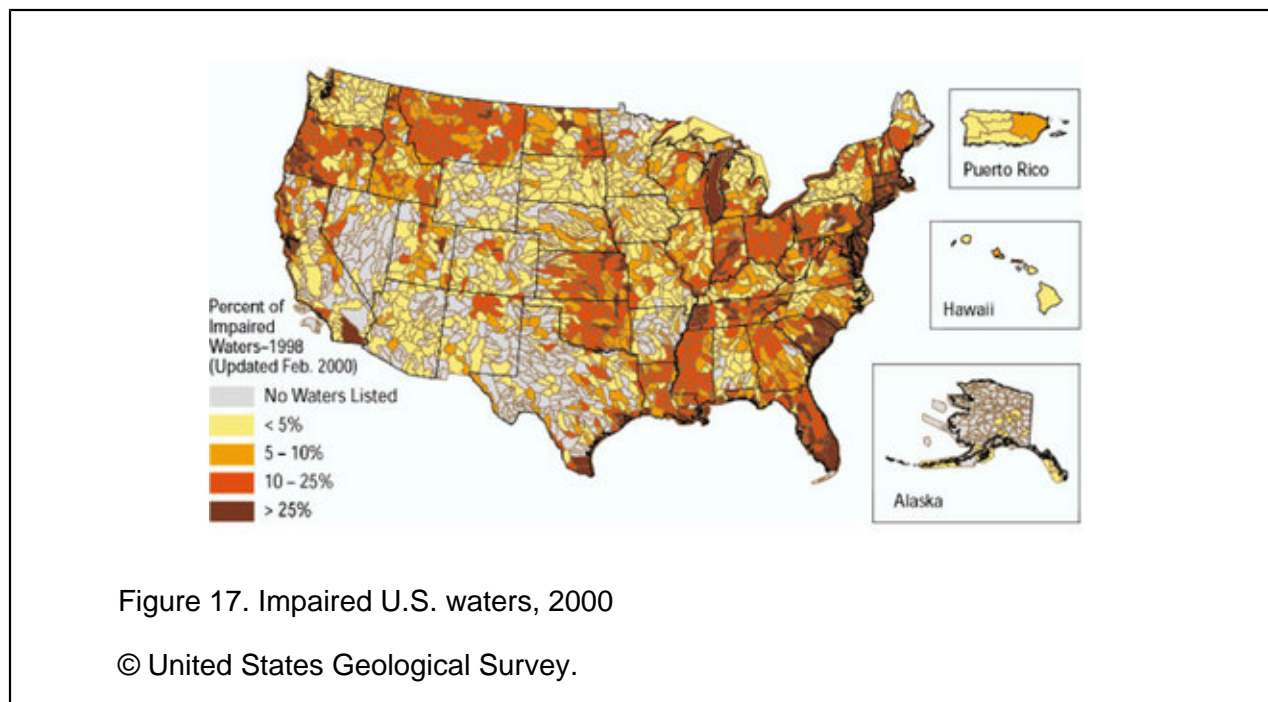 Puerto Rico
Hawaii
Percent of
Impaired
Waters–1998
(Updated Feb. 2000)
No Waters Listed
< 5%
5 – 10%
10 – 25%
> 25%
Alaska
Figure 17. Impaired U.S. waters, 2000
© United States Geological Survey.